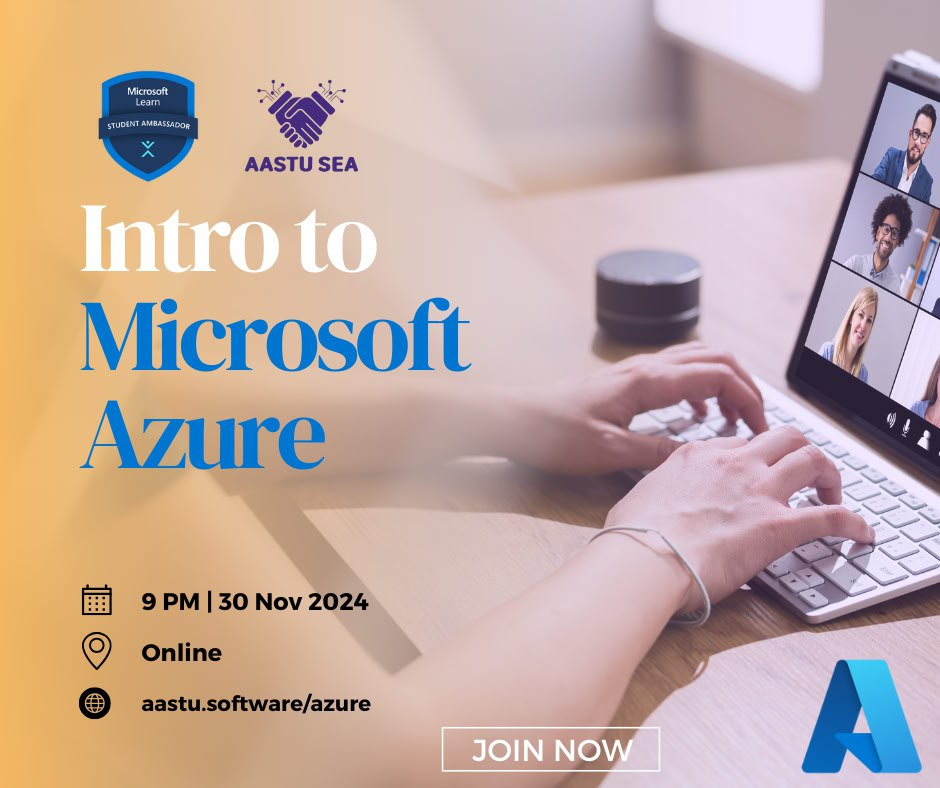 Microsoft
Learn
STUDENT AMBASSADOR
AASTU SEA
Intro to
Microsoft
Azure
9 PM | 30 Nov 2024
Online
aastu.software/azure
JOIN NOW